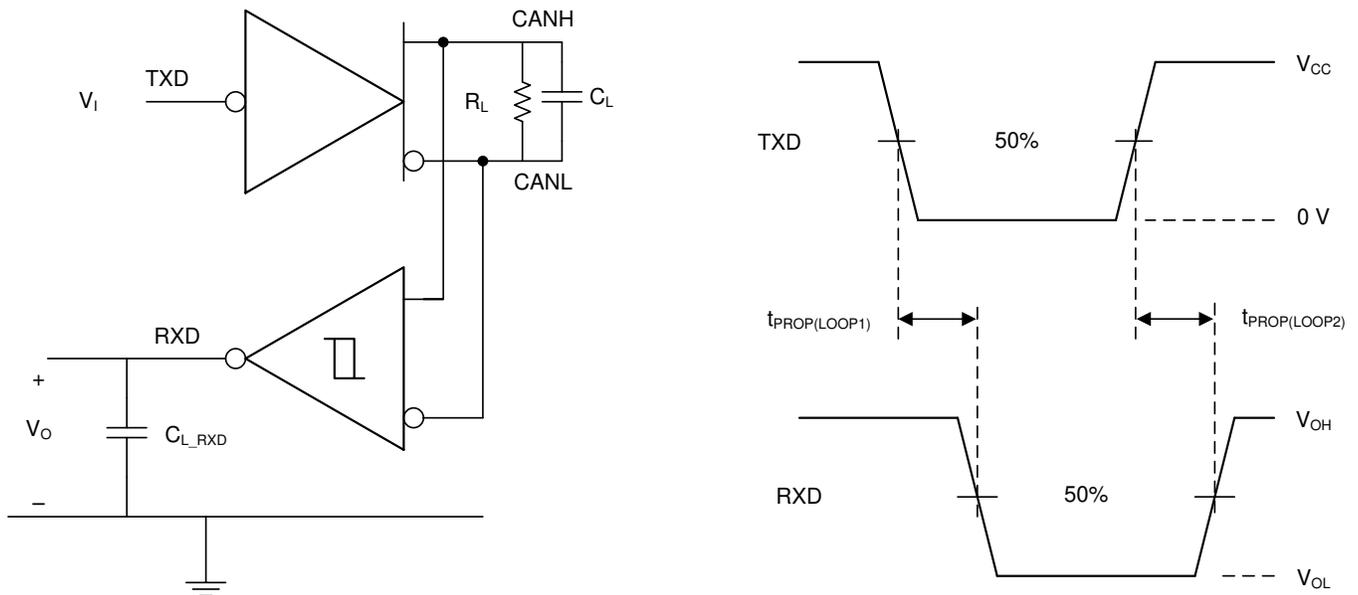 CANH
TXD
V_I
R_L
C_L
CANL
RXD
+
V_O
C_L_RXD
–
V_CC
TXD
50%
0 V
t_PROP(LOOP1)
t_PROP(LOOP2)
V_OH
RXD
50%
V_OL